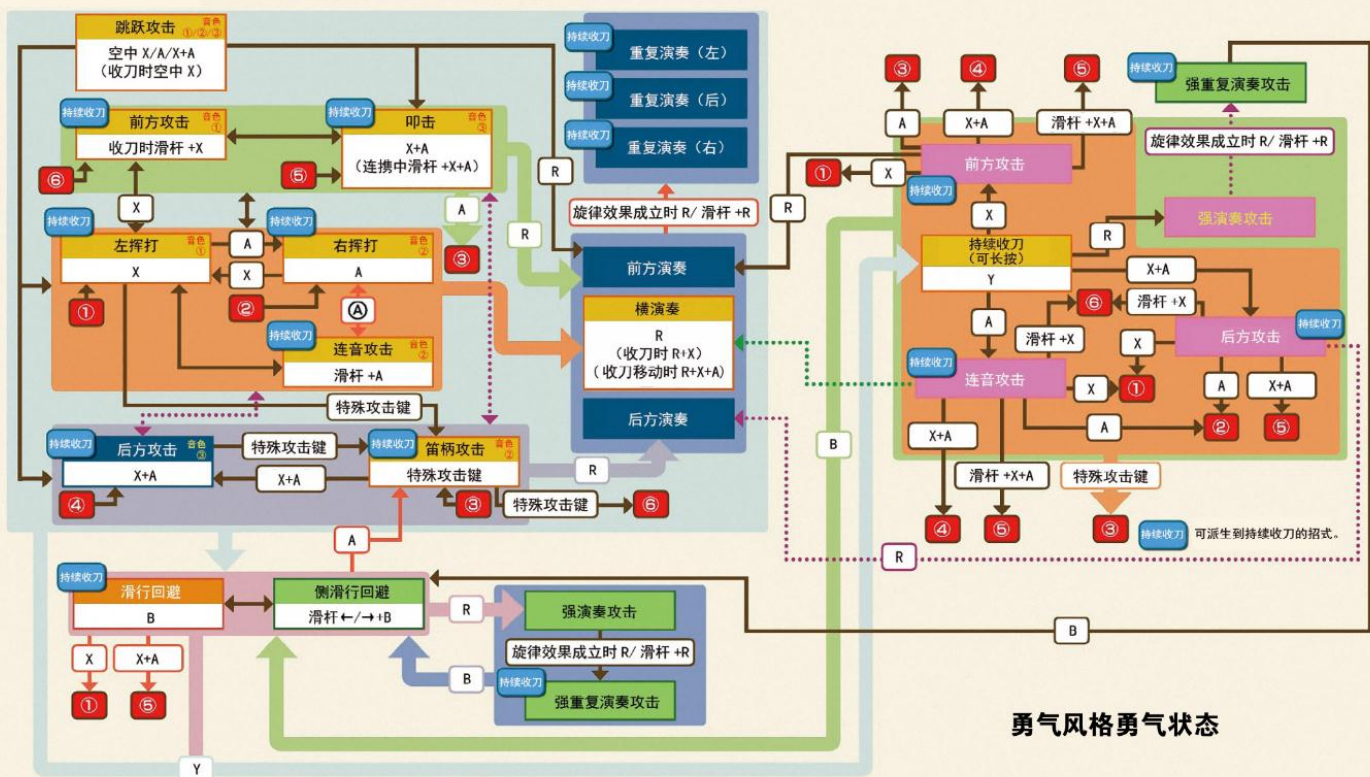 跳跃攻击
音色
①/②/③
空中 X/A/X+A
（收刀时空中 X）
持续收刀
前方攻击
音色
①
收刀时滑杆 +X
持续收刀
叩击
音色
③
X+A
（连携中滑杆 +X+A）
⑥
⑤
X
A
③
持续收刀
左挥打
音色
①
X
A
X
持续收刀
右挥打
音色
②
A
①
②
Ⓐ
持续收刀
连音攻击
音色
②
滑杆 +A
特殊攻击键
持续收刀
后方攻击
音色
③
X+A
特殊攻击键
X+A
持续收刀
笛柄攻击
音色
②
特殊攻击键
④
③
特殊攻击键
⑥
R
R
R
持续收刀
重复演奏（左）
持续收刀
重复演奏（后）
持续收刀
重复演奏（右）
旋律效果成立时 R/ 滑杆 +R
前方演奏
横演奏
R
（收刀时 R+X）
（收刀移动时 R+X+A）
后方演奏
A
持续收刀
滑行回避
B
侧滑行回避
滑杆 ←/→ +B
X
X+A
①
⑤
Y
R
强演奏攻击
旋律效果成立时 R/ 滑杆 +R
B
持续收刀
强重复演奏攻击
③
④
⑤
A
X+A
滑杆 +X+A
①
X
前方攻击
持续收刀
R
X
持续收刀
（可长按）
Y
R
强演奏攻击
旋律效果成立时 R/ 滑杆 +R
持续收刀
强重复演奏攻击
X+A
A
⑥
滑杆 +X
滑杆 +X
后方攻击
持续收刀
持续收刀
连音攻击
X
①
X
A
X+A
②
⑤
A
X+A
滑杆 +X+A
特殊攻击键
④
⑤
③
持续收刀
可派生到持续收刀的招式。
B
R
B
勇气风格勇气状态